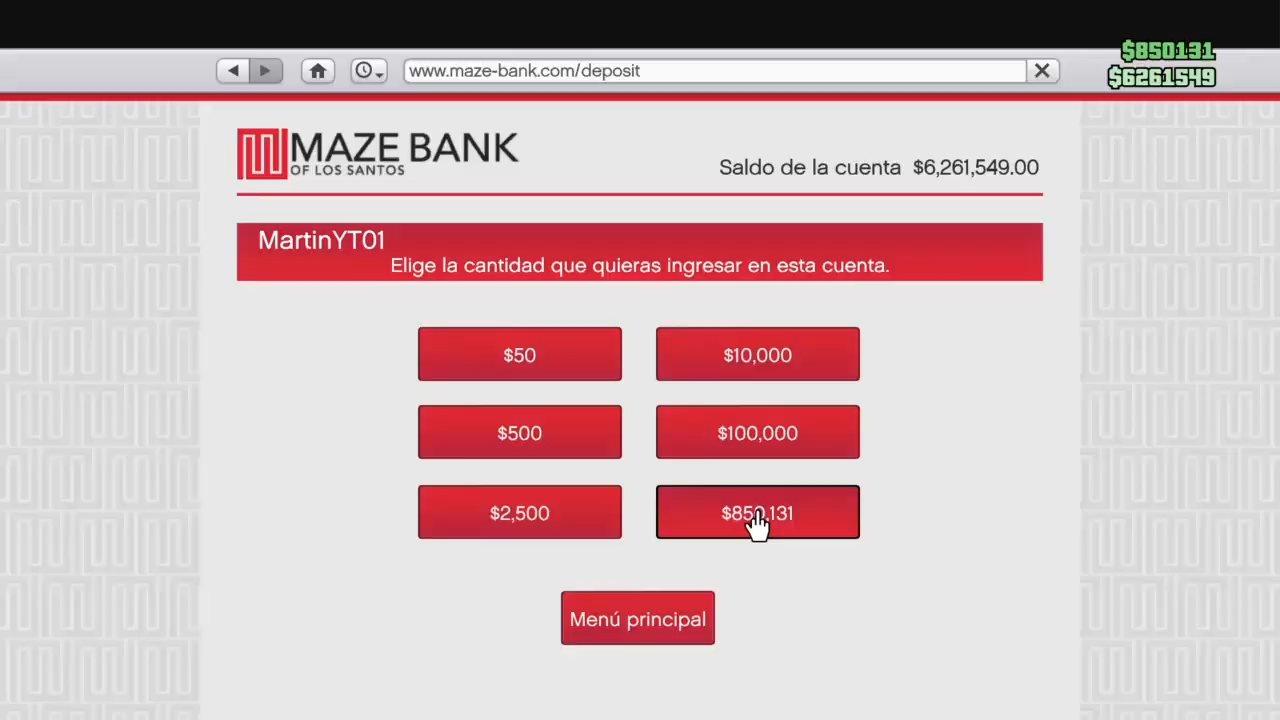 $850131
www.maze-bank.com/deposit
$6261549
MAZE BANK
OF LOS SANTOS
Saldo de la cuenta $6,261,549.00
MartinYT01
Elige la cantidad que quieras ingresar en esta cuenta.
$50
$10,000
$500
$100,000
$2,500
$850,131
Menú principal